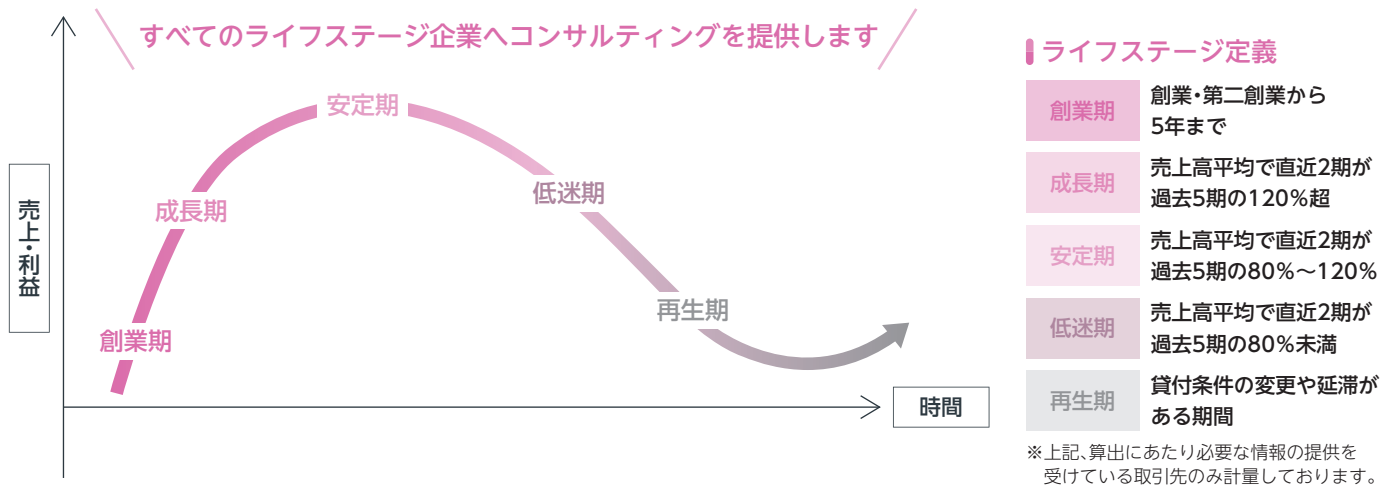 すべてのライフステージ企業へコンサルティングを提供します
売上・利益
創業期
成長期
安定期
低迷期
再生期
時間
ライフステージ定義
創業期
創業・第二創業から
5年まで
成長期
売上高平均で直近2期が
過去5期の120%超
安定期
売上高平均で直近2期が
過去5期の80%〜120%
低迷期
売上高平均で直近2期が
過去5期の80%未満
再生期
貸付条件の変更や延滞が
ある期間
※上記、算出にあたり必要な情報の提供を
受けている取引先のみ計量しております。